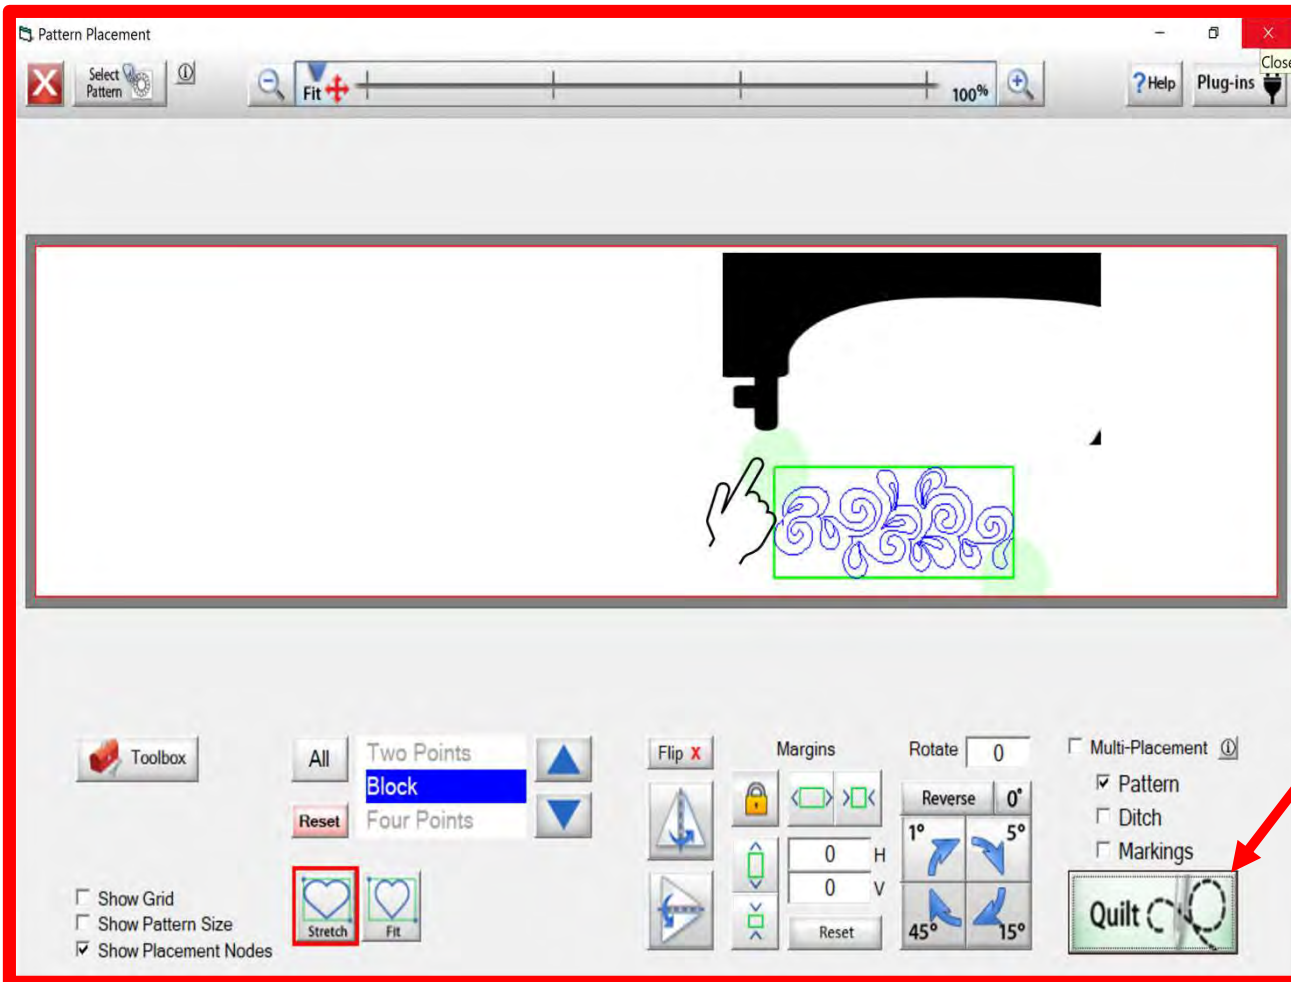 Pattern Placement
Close
Select
Pattern
Fit
100%
? Help
Plug-ins
Toolbox
All
Two Points
Block
Four Points
Reset
Stretch
Fit
Show Grid
Show Pattern Size
Show Placement Nodes
Flip X
Margins
0 H
0 V
Reset
Rotate 0
Reverse 0°
1° 5°
45° 15°
Multi-Placement
Pattern
Ditch
Markings
Quilt